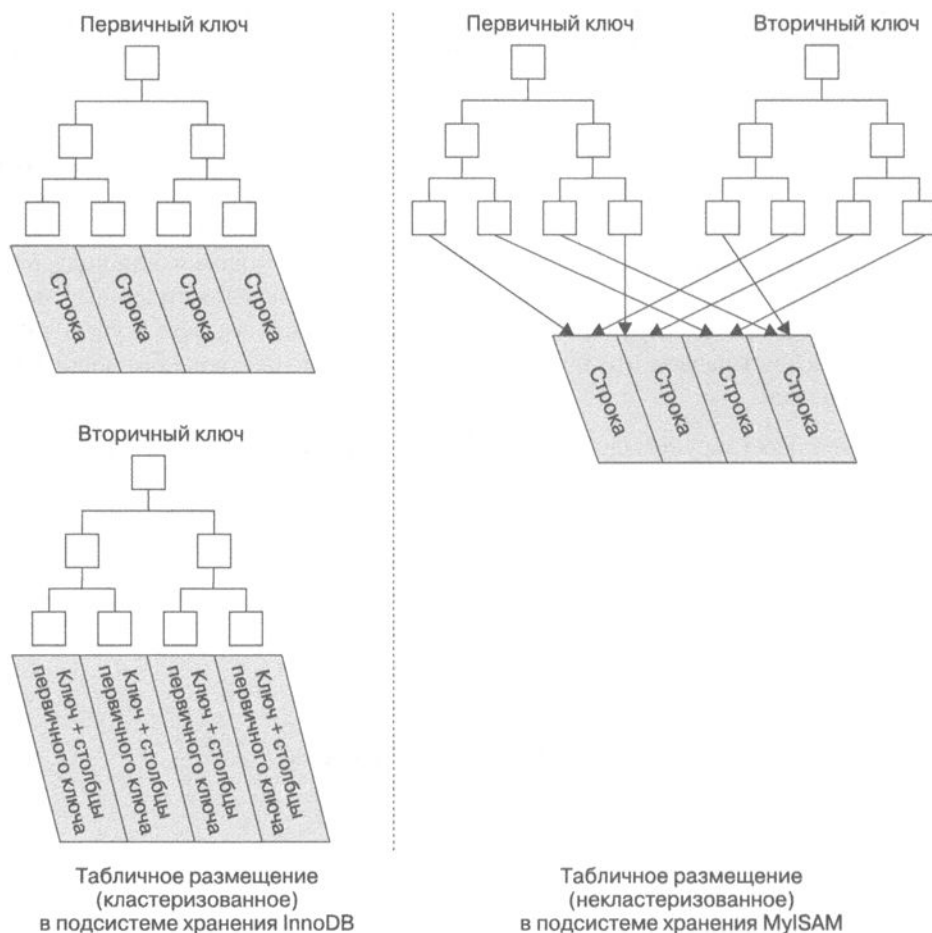 Первичный ключ
Строка
Строка
Строка
Строка
Вторичный ключ
Ключ + столбцы
первичного ключа
Ключ + столбцы
первичного ключа
Ключ + столбцы
первичного ключа
Ключ + столбцы
первичного ключа
Табличное размещение
(кластеризованное)
в подсистеме хранения InnoDB
Первичный ключ
Вторичный ключ
Строка
Строка
Строка
Строка
Табличное размещение
(некластеризованное)
в подсистеме хранения MyISAM